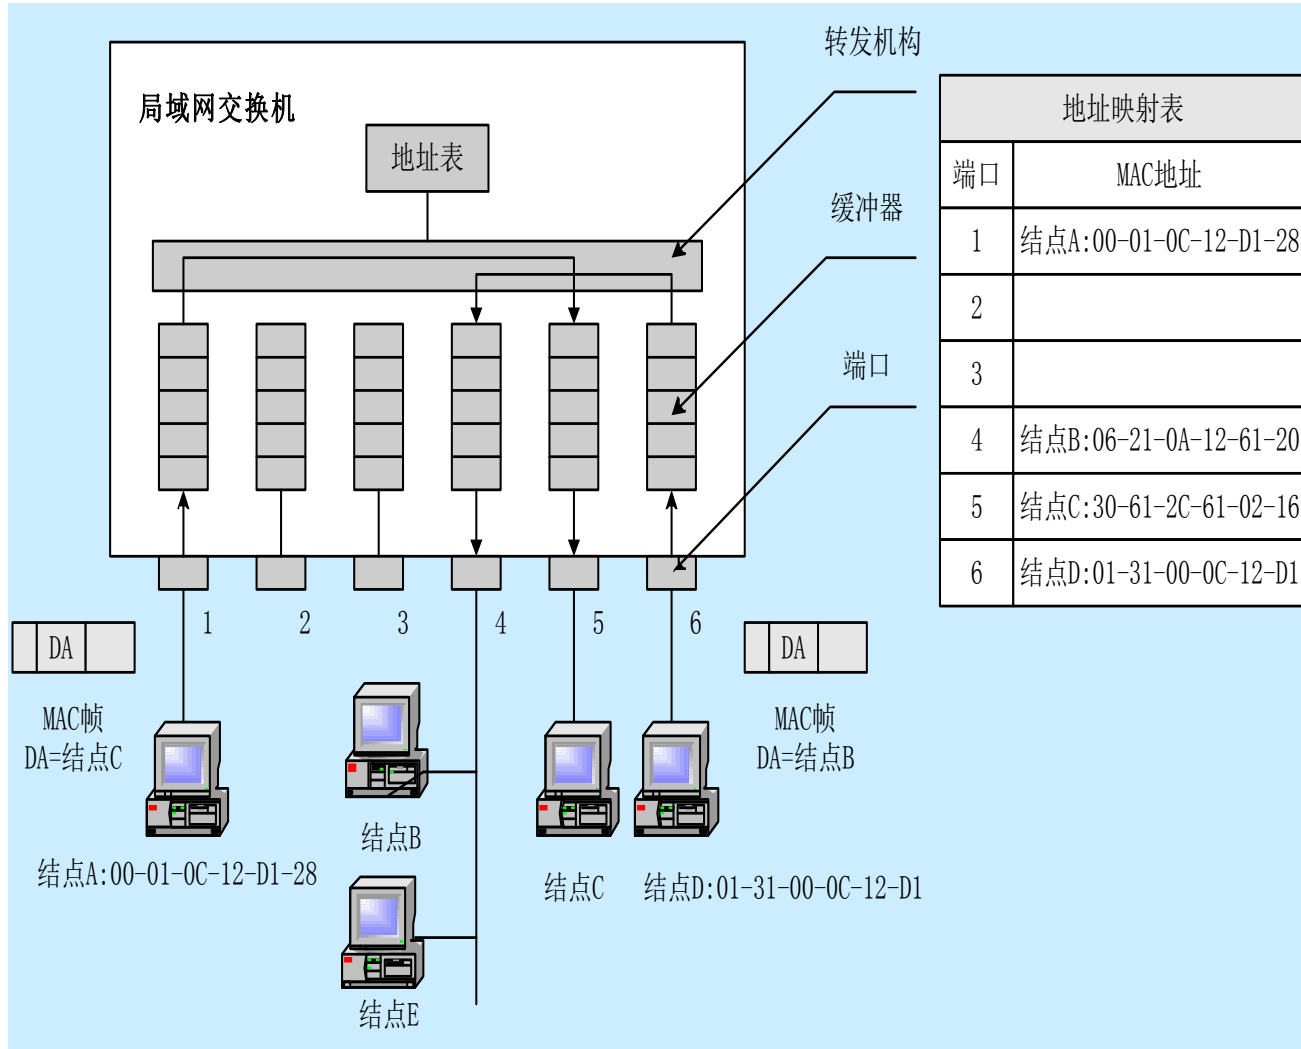 转发机构
局域网交换机
地址表
缓冲器
端口
地址映射表
端口 MAC地址
1 结点A:00-01-0C-12-D1-28
2
3
4 结点B:06-21-0A-12-61-20
5 结点C:30-61-2C-61-02-16
6 结点D:01-31-00-0C-12-D1
1 2 3 4 5 6
DA
MAC帧
DA=结点C
DA
MAC帧
DA=结点B
结点B
结点A:00-01-0C-12-D1-28
结点C
结点D:01-31-00-0C-12-D1
结点E